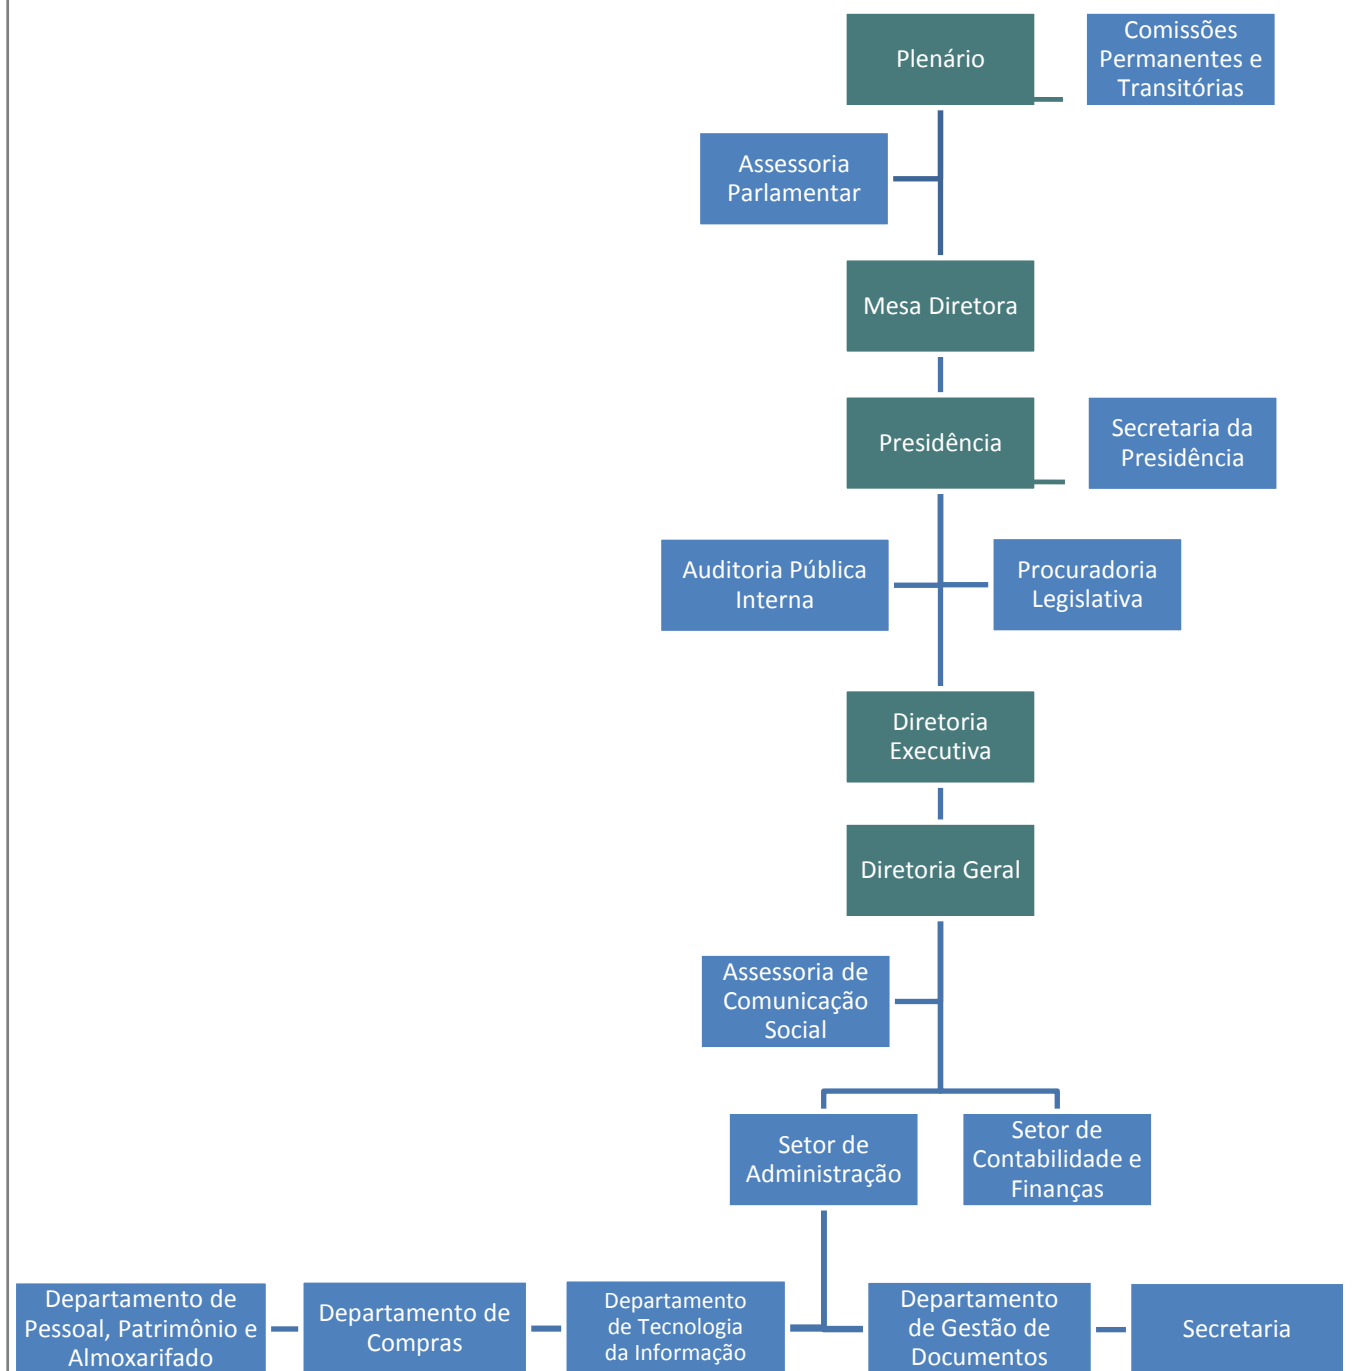 Plenário
Comissões
Permanentes e
Transitórias
Assessoria
Parlamentar
Mesa Diretora
Presidência
Secretaria da
Presidência
Auditoria Pública
Interna
Procuradoria
Legislativa
Diretoria
Executiva
Diretoria Geral
Assessoria de
Comunicação
Social
Setor de
Administração
Setor de
Contabilidade e
Finanças
Departamento de
Pessoal, Patrimônio e
Almoxarifado
Departamento de
Compras
Departamento
de Tecnologia
da Informação
Departamento
de Gestão de
Documentos
Secretaria